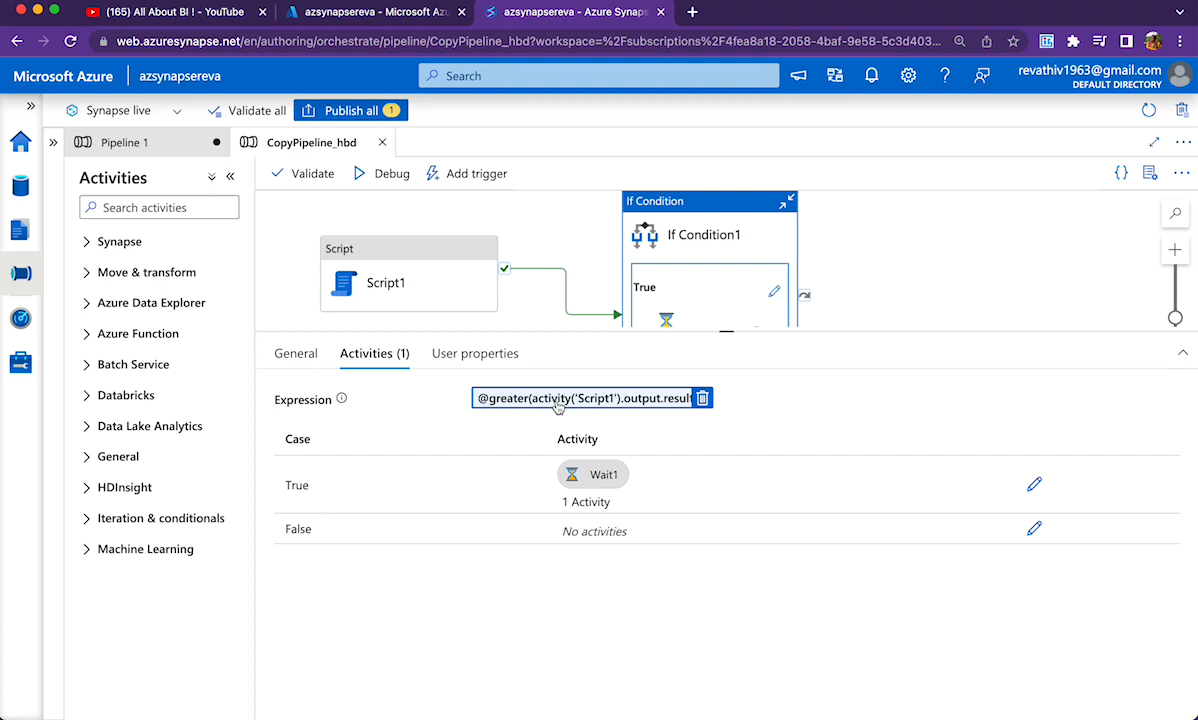 (165) All About BI ! - YouTube
azsynapsereva - Microsoft Azu
azsynapsereva - Azure Synaps
web.azuresynapse.net/en/authoring/orchestrate/pipeline/CopyPipeline_hbd?workspace=%2Fsubscriptions%2F4fea8a18-2058-4baf-9e58-5c3d403...
Microsoft Azure
azsynapsereva
Search
revathiv1963@gmail.com
DEFAULT DIRECTORY
Synapse live
Validate all
Publish all 1
Pipeline 1
CopyPipeline_hbd
Activities
Search activities
Synapse
Move & transform
Azure Data Explorer
Azure Function
Batch Service
Databricks
Data Lake Analytics
General
HDInsight
Iteration & conditionals
Machine Learning
Validate
Debug
Add trigger
Script
Script1
If Condition
If Condition1
True
General
Activities (1)
User properties
Expression
@greater(activity('Script1').output.result
Case
Activity
True
Wait1
1 Activity
False
No activities